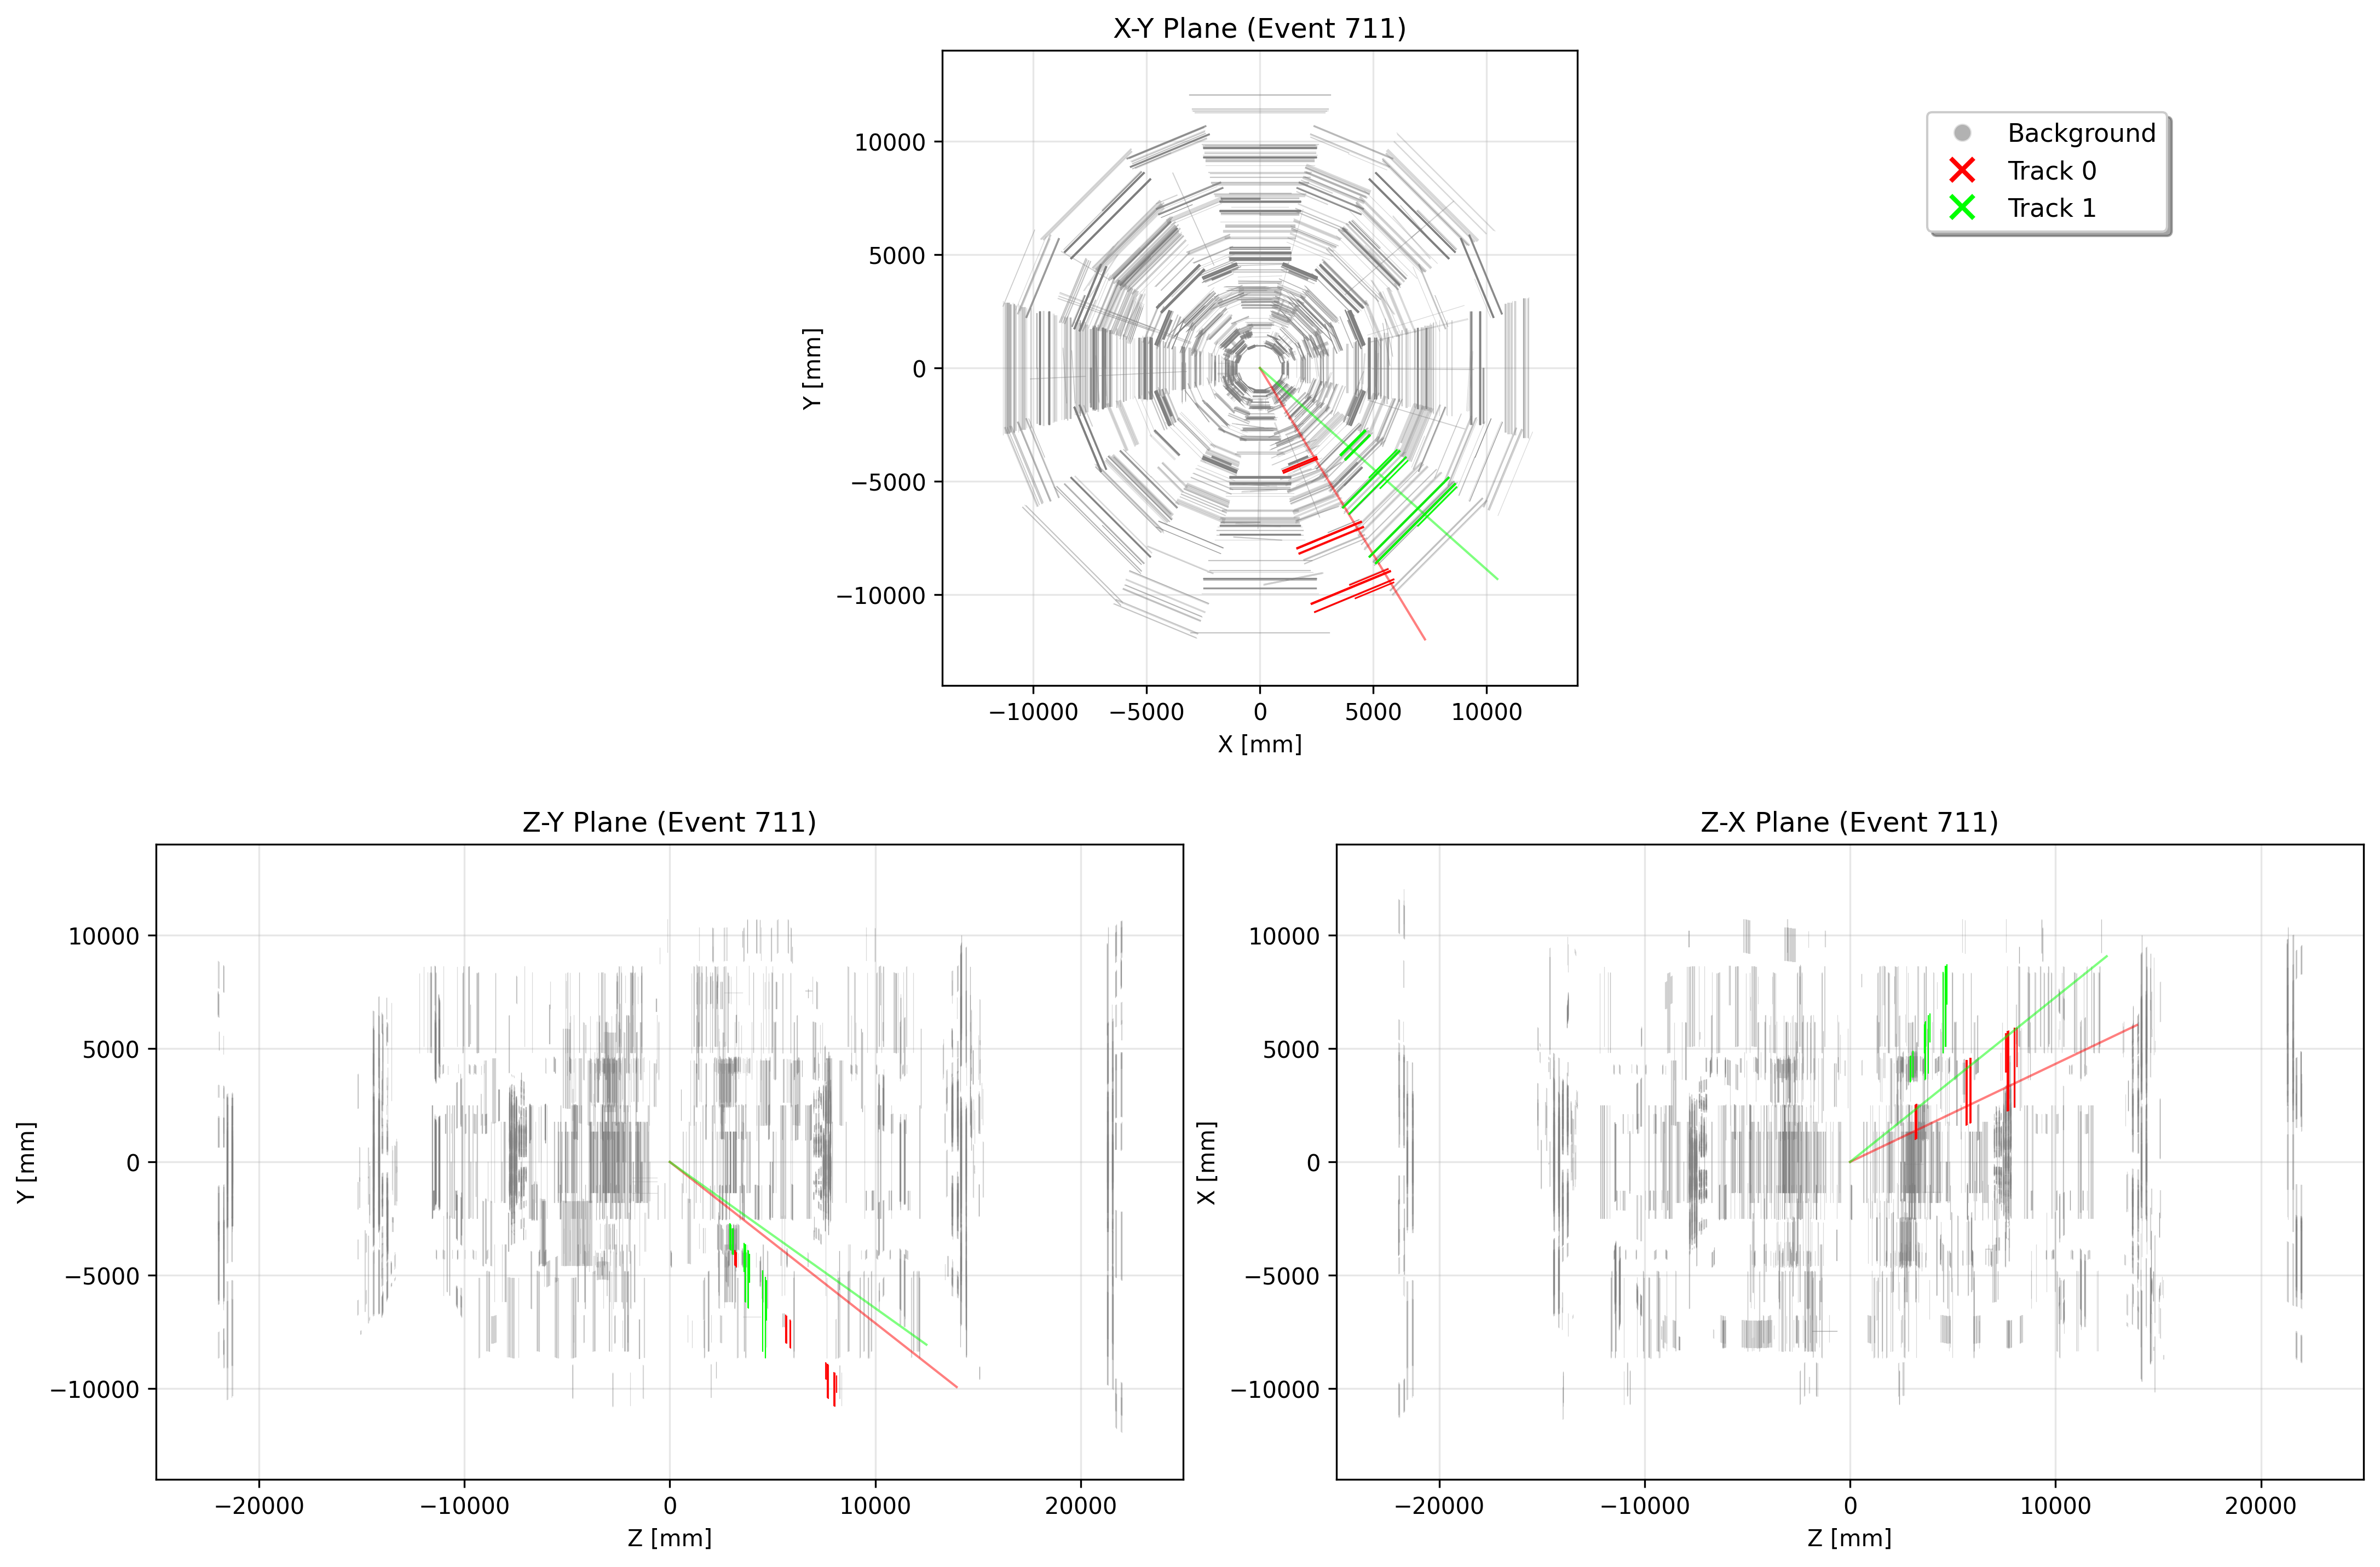 X-Y Plane (Event 711)
Background
Track 0
Track 1
10000
5000
0
−5000
−10000
Y [mm]
−10000 −5000 0 5000 10000
X [mm]
Z-Y Plane (Event 711)
10000
5000
0
−5000
−10000
Y [mm]
−20000 −10000 0 10000 20000
Z [mm]
Z-X Plane (Event 711)
10000
5000
0
−5000
−10000
X [mm]
−20000 −10000 0 10000 20000
Z [mm]